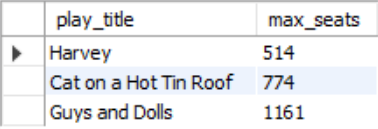 play_title max_seats
Harvey 514
Cat on a Hot Tin Roof 774
Guys and Dolls 1161